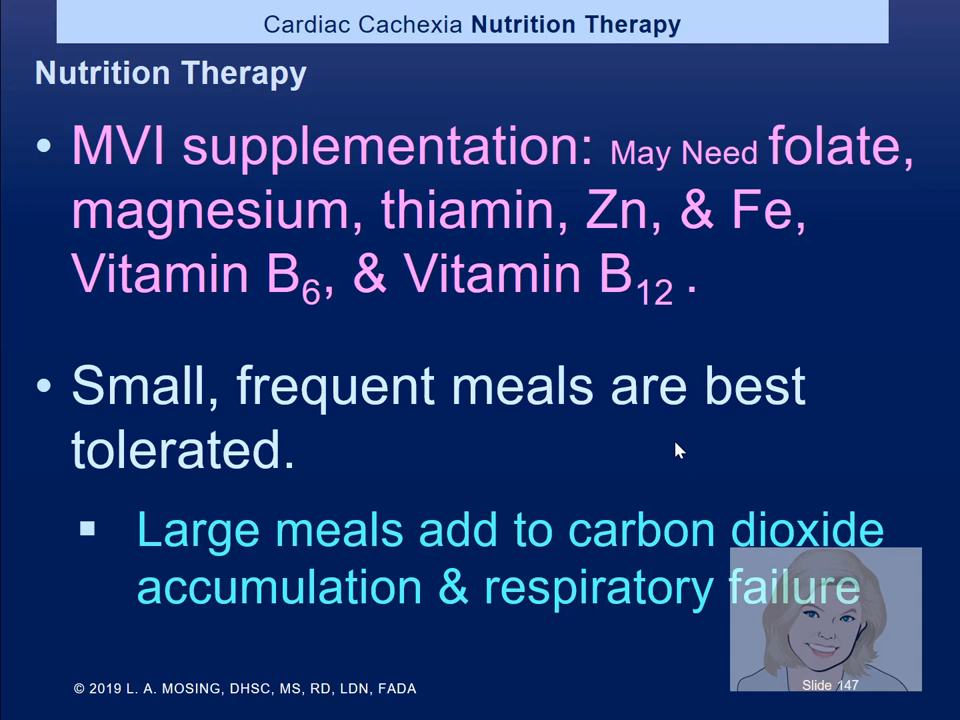 Cardiac Cachexia Nutrition Therapy
Nutrition Therapy
• MVI supplementation: May Need folate,
magnesium, thiamin, Zn, & Fe,
Vitamin B6, & Vitamin B12 .
• Small, frequent meals are best
tolerated.
▪ Large meals add to carbon dioxide
accumulation & respiratory failure
© 2019 L. A. MOSING, DHSC, MS, RD, LDN, FADA
Slide 147